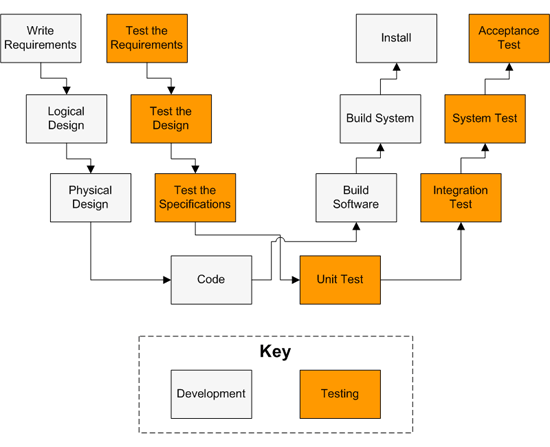 Write
Requirements
Test the
Requirements
Install
Acceptance
Test
Logical
Design
Test the
Design
Build System
System Test
Physical
Design
Test the
Specifications
Build
Software
Integration
Test
Code
Unit Test
Key
Development
Testing